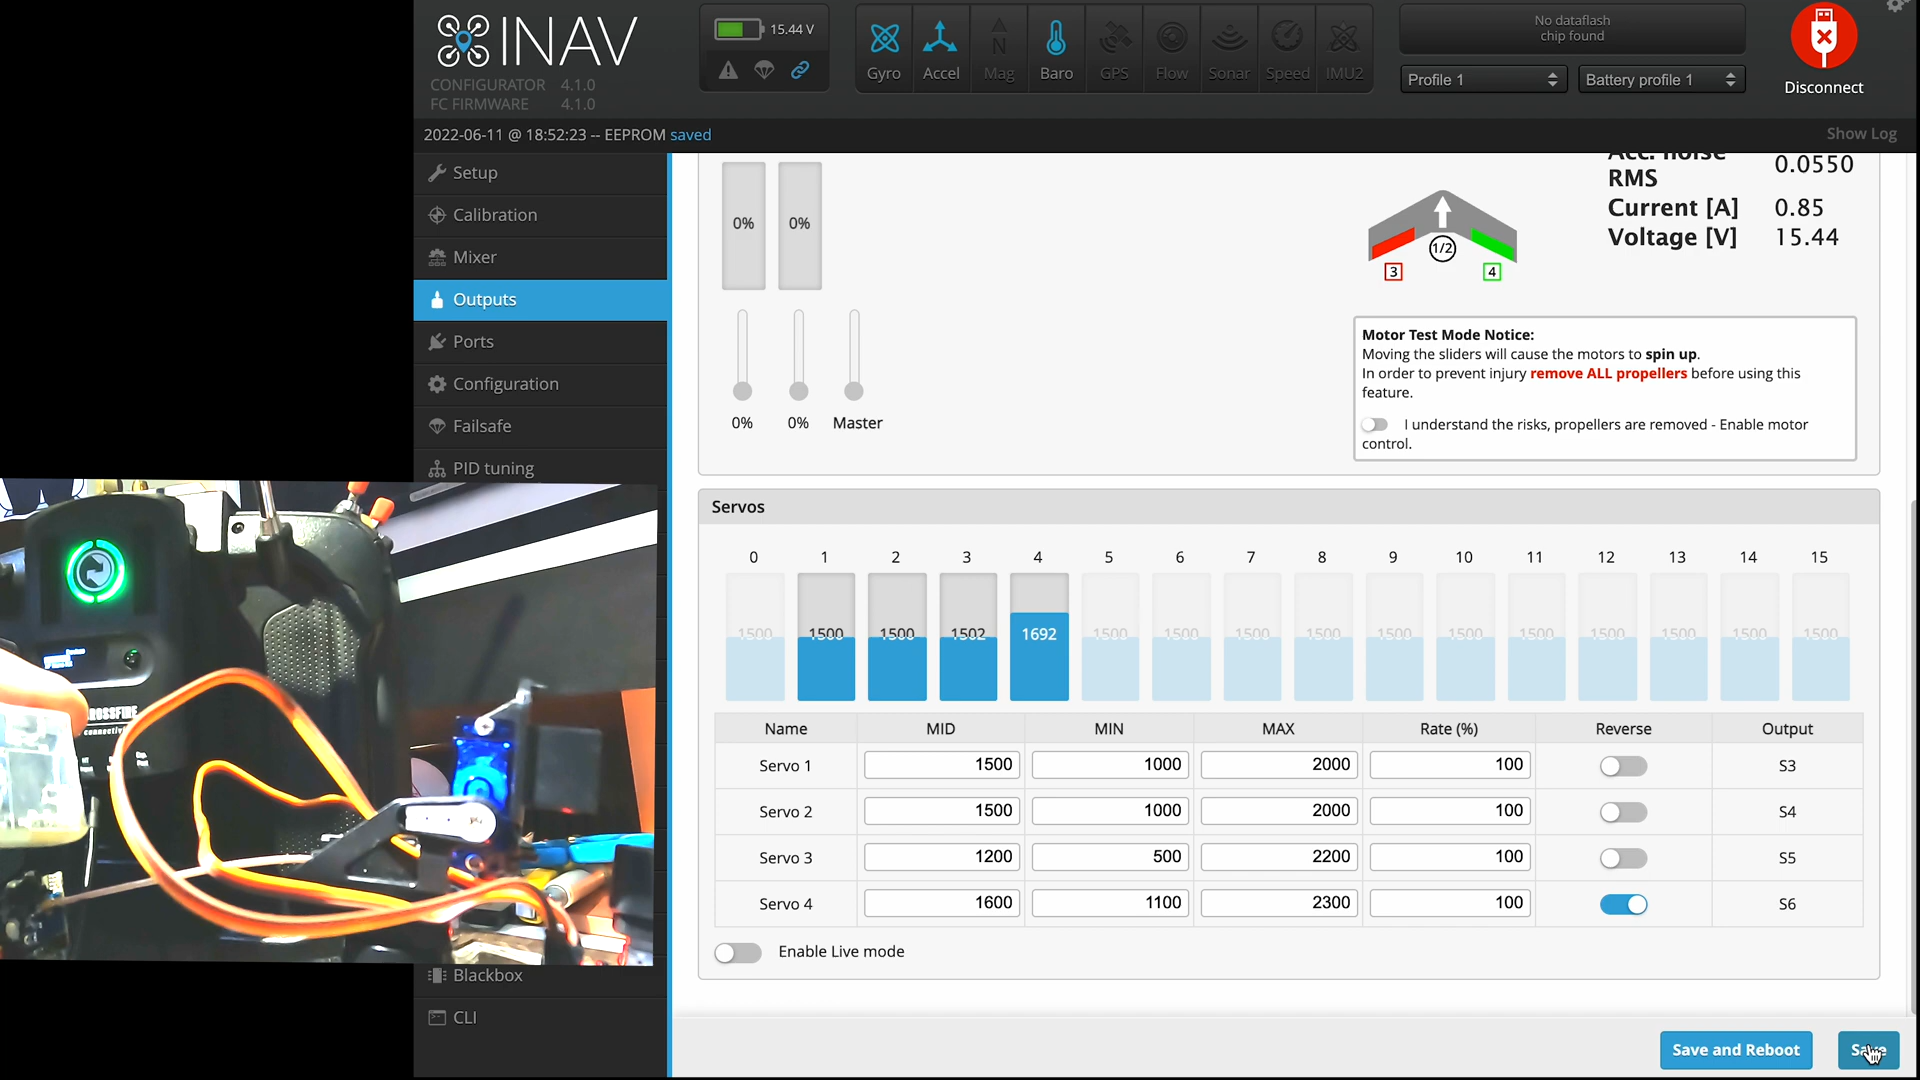 INAV
CONFIGURATOR 4.1.0
FC FIRMWARE 4.1.0
15.44 V
Gyro Accel Mag Baro GPS Flow Sonar Speed IMU2
N
No dataflash
chip found
Profile 1
Battery profile 1
Disconnect
2022-06-11 @ 18:52:23 -- EEPROM saved
Show Log
Setup
Calibration
Mixer
Outputs
Ports
Configuration
Failsafe
PID tuning
Blackbox
CLI
0% 0%
0% 0% Master
Acc. noise 0.0550
RMS
Current [A] 0.85
Voltage [V] 15.44
1/2
3 4
Motor Test Mode Notice:
Moving the sliders will cause the motors to spin up.
In order to prevent injury remove ALL propellers before using this
feature.
I understand the risks, propellers are removed - Enable motor
control.
Servos
0 1 2 3 4 5 6 7 8 9 10 11 12 13 14 15
1500 1500 1500 1502 1692 1500 1500 1500 1500 1500 1500 1500 1500 1500 1500 1500
Name MID MIN MAX Rate (%) Reverse Output
Servo 1 1500 1000 2000 100 S3
Servo 2 1500 1000 2000 100 S4
Servo 3 1200 500 2200 100 S5
Servo 4 1600 1100 2300 100 S6
Enable Live mode
Save and Reboot
Save